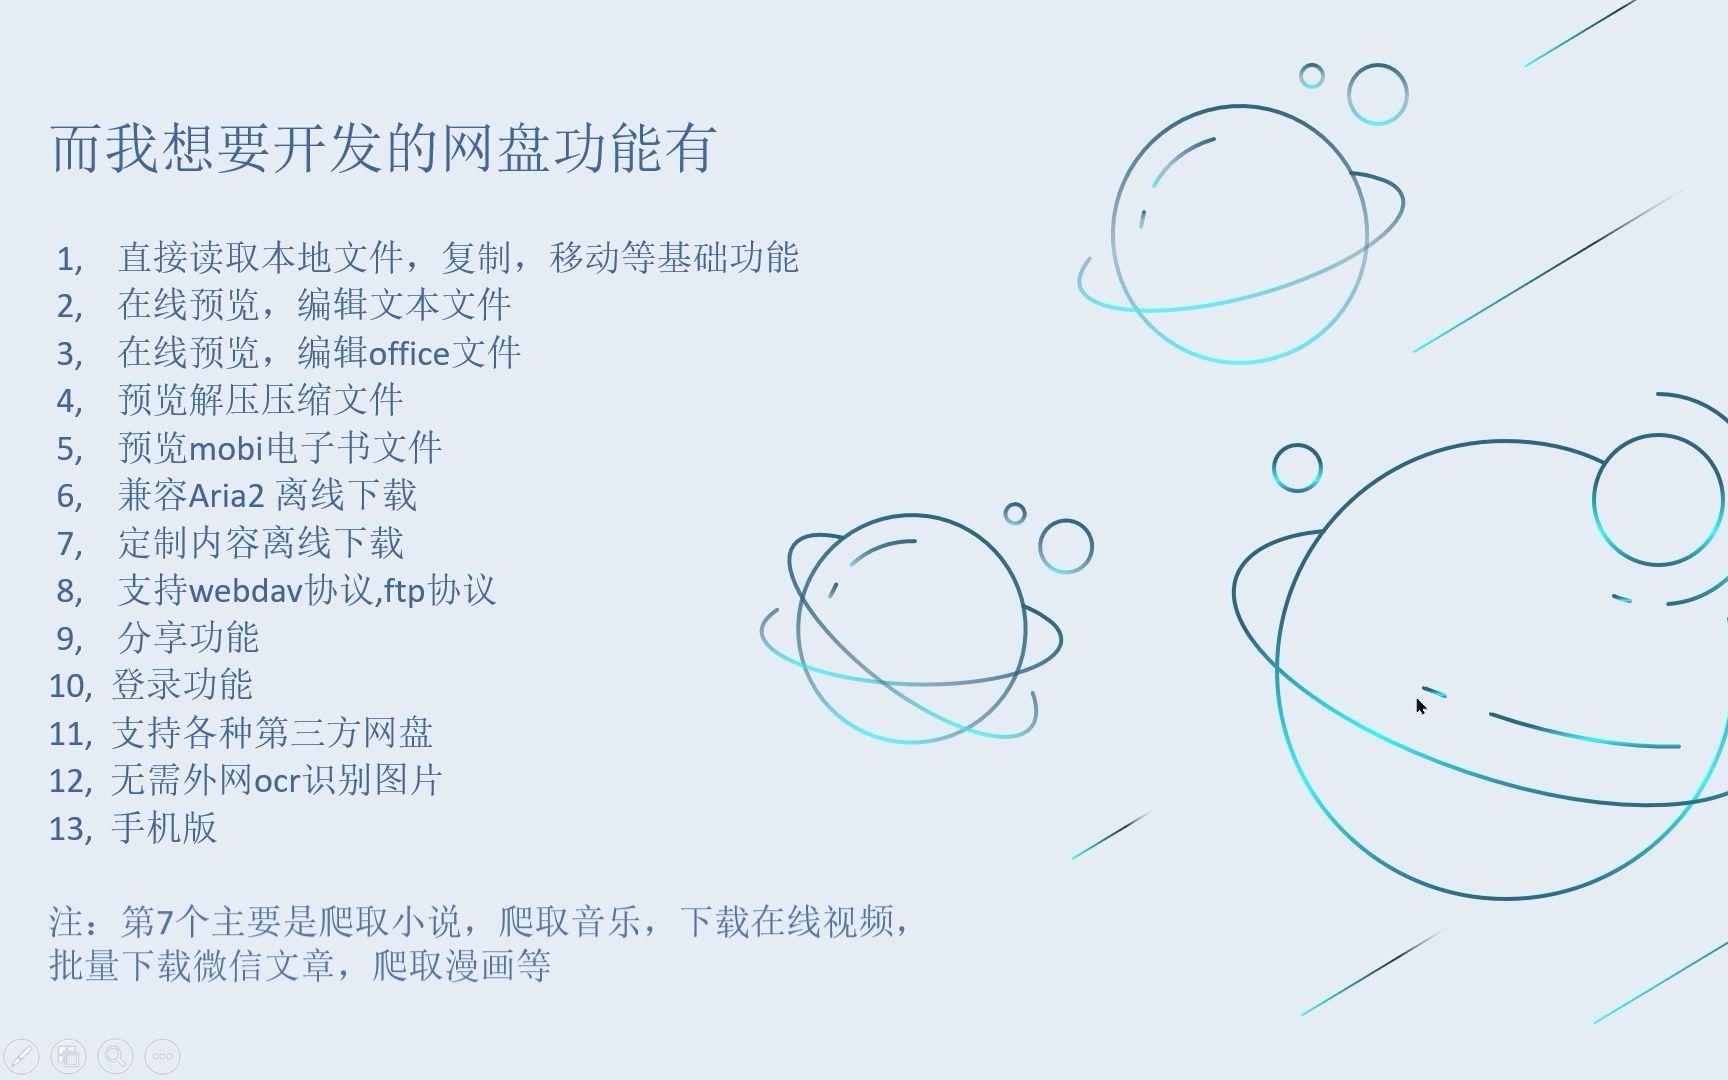 而我想要开发的网盘功能有
1, 直接读取本地文件，复制，移动等基础功能
2, 在线预览，编辑文本文件
3, 在线预览，编辑office文件
4, 预览解压压缩文件
5, 预览mobi电子书文件
6, 兼容Aria2 离线下载
7, 定制内容离线下载
8, 支持webdav协议,ftp协议
9, 分享功能
10, 登录功能
11, 支持各种第三方网盘
12, 无需外网ocr识别图片
13, 手机版
注：第7个主要是爬取小说，爬取音乐，下载在线视频，
批量下载微信文章，爬取漫画等